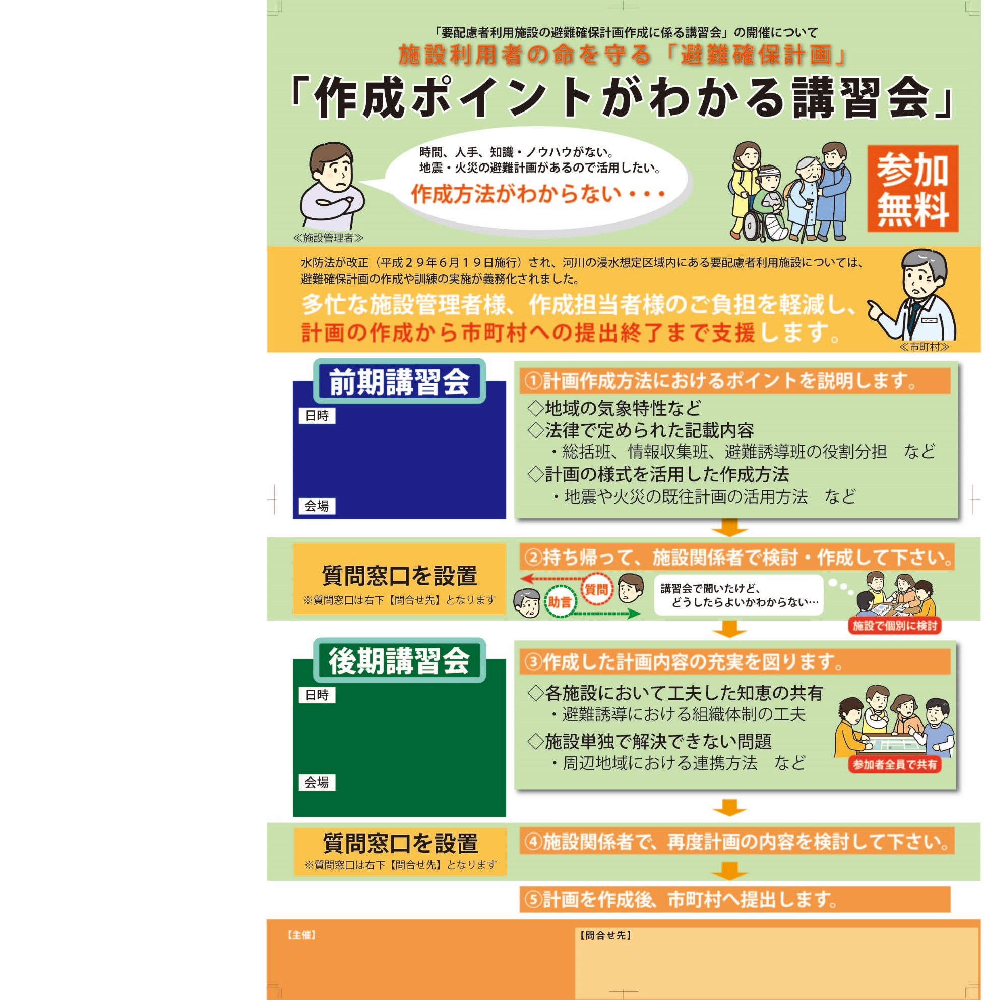 「要配慮者利用施設の避難確保計画作成に係る講習会」の開催について
施設利用者の命を守る「避難確保計画」
「作成ポイントがわかる講習会」
時間、人手、知識・ノウハウがない。
地震・火災の避難計画があるので活用したい。
作成方法がわからない・・・
≪施設管理者≫
参加
無料
水防法が改正（平成２９年６月１９日施行）され、河川の浸水想定区域内にある要配慮者利用施設については、
避難確保計画の作成や訓練の実施が義務化されました。
多忙な施設管理者様、作成担当者様のご負担を軽減し、
計画の作成から市町村への提出終了まで支援します。
≪市町村≫
前期講習会
日時
会場
①計画作成方法におけるポイントを説明します。
◇地域の気象特性など
◇法律で定められた記載内容
・総括班、情報収集班、避難誘導班の役割分担　など
◇計画の様式を活用した作成方法
・地震や火災の既往計画の活用方法　など
質問窓口を設置
※質問窓口は右下【問合せ先】となります
②持ち帰って、施設関係者で検討・作成して下さい。
質問
助言
講習会で聞いたけど、
どうしたらよいかわからない…
施設で個別に検討
後期講習会
日時
会場
③作成した計画内容の充実を図ります。
◇各施設において工夫した知恵の共有
・避難誘導における組織体制の工夫
◇施設単独で解決できない問題
・周辺地域における連携方法　など
参加者全員で共有
質問窓口を設置
※質問窓口は右下【問合せ先】となります
④施設関係者で、再度計画の内容を検討して下さい。
⑤計画を作成後、市町村へ提出します。
【主催】
【問合せ先】